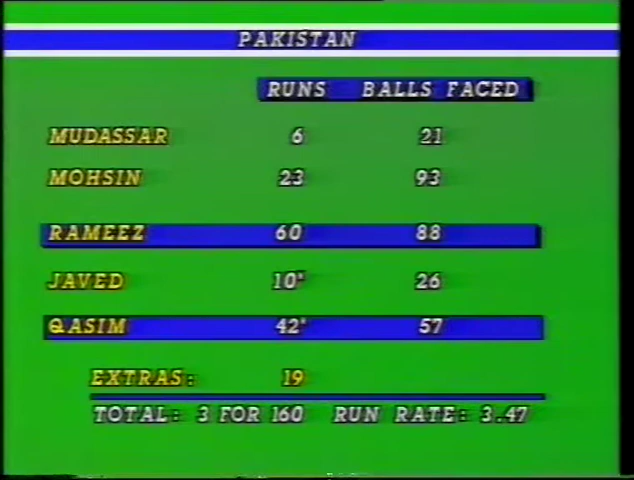 PAKISTAN
RUNS BALLS FACED
MUDASSAR 6 21
MOHSIN 23 93
RAMEEZ 60 88
JAVED 10* 26
QASIM 42* 57
EXTRAS: 19
TOTAL: 3 FOR 160 RUN RATE: 3.47